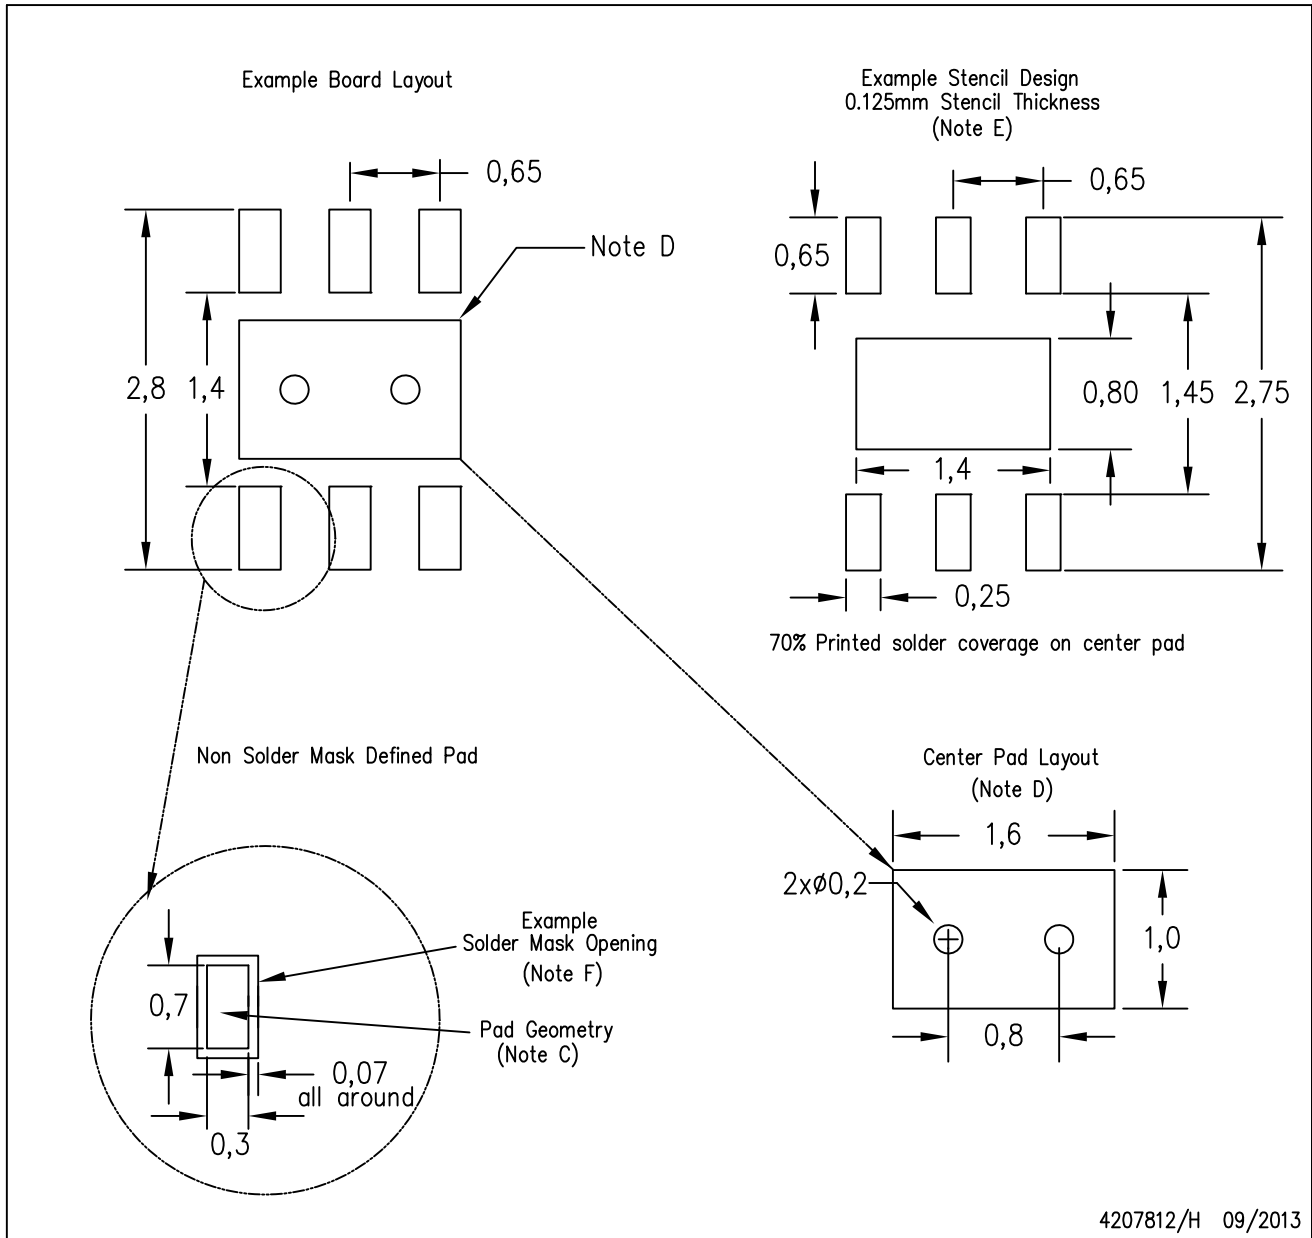 Example Board Layout
0,65
Note D
2,8
1,4
Example Stencil Design
0.125mm Stencil Thickness
(Note E)
0,65
0,65
0,80
1,45
2,75
1,4
0,25
70% Printed solder coverage on center pad
Non Solder Mask Defined Pad
Example
Solder Mask Opening
(Note F)
0,7
Pad Geometry
(Note C)
0,07
all around
0,3
Center Pad Layout
(Note D)
1,6
2xø0,2
1,0
0,8
4207812/H 09/2013